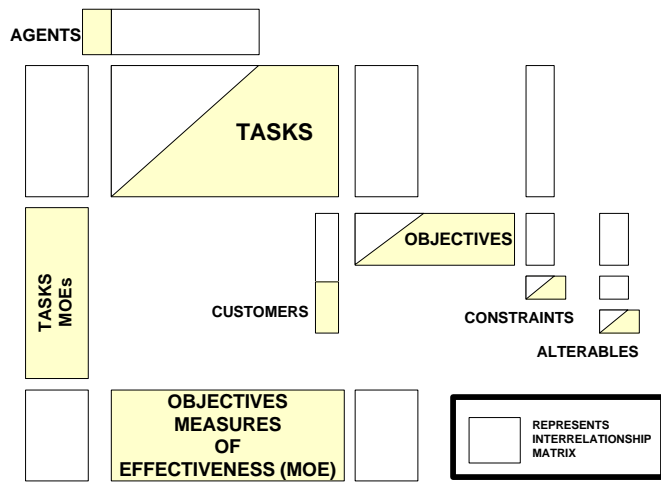 AGENTS
TASKS
OBJECTIVES
TASKS
MOEs
CUSTOMERS
CONSTRAINTS
ALTERABLES
OBJECTIVES
MEASURES
OF
EFFECTIVENESS (MOE)
REPRESENTS
INTERRELATIONSHIP
MATRIX